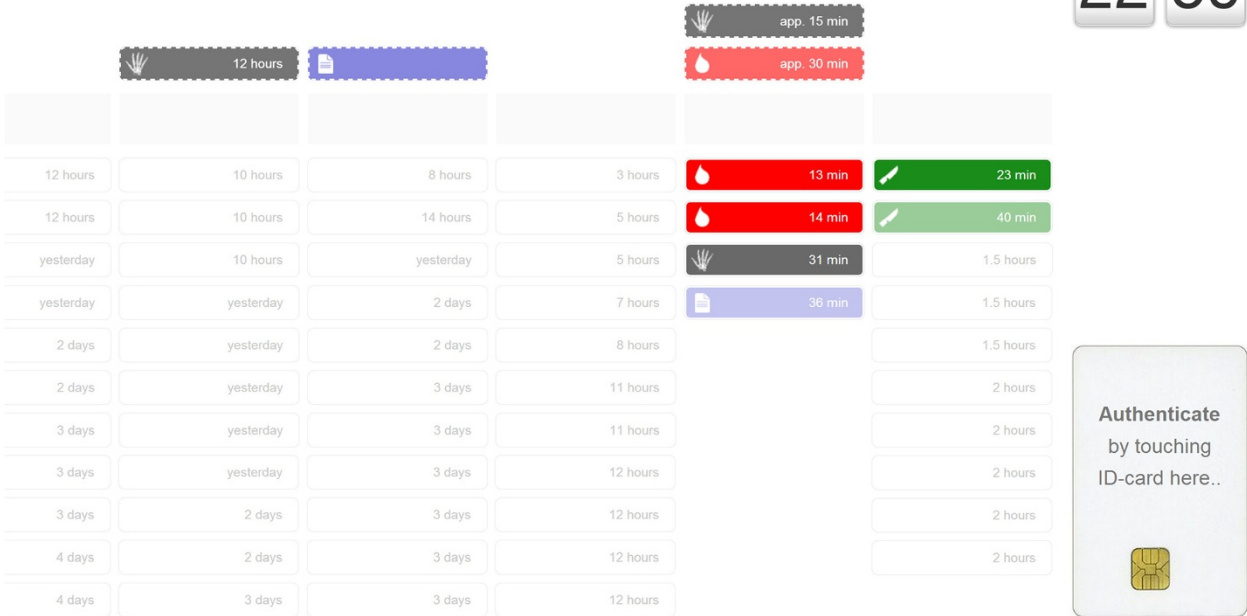 app. 15 min
12 hours app. 30 min
12 hours 10 hours 8 hours 3 hours 13 min 23 min
12 hours 10 hours 14 hours 5 hours 14 min 40 min
yesterday 10 hours yesterday 5 hours 31 min 1.5 hours
yesterday yesterday 2 days 7 hours 36 min 1.5 hours
2 days yesterday 2 days 8 hours 1.5 hours
2 days yesterday 3 days 11 hours 2 hours
3 days yesterday 3 days 11 hours 2 hours
3 days yesterday 3 days 12 hours 2 hours
3 days 2 days 3 days 12 hours 2 hours
4 days 2 days 3 days 12 hours 2 hours
4 days 3 days 3 days 12 hours
Authenticate
by touching
ID-card here..